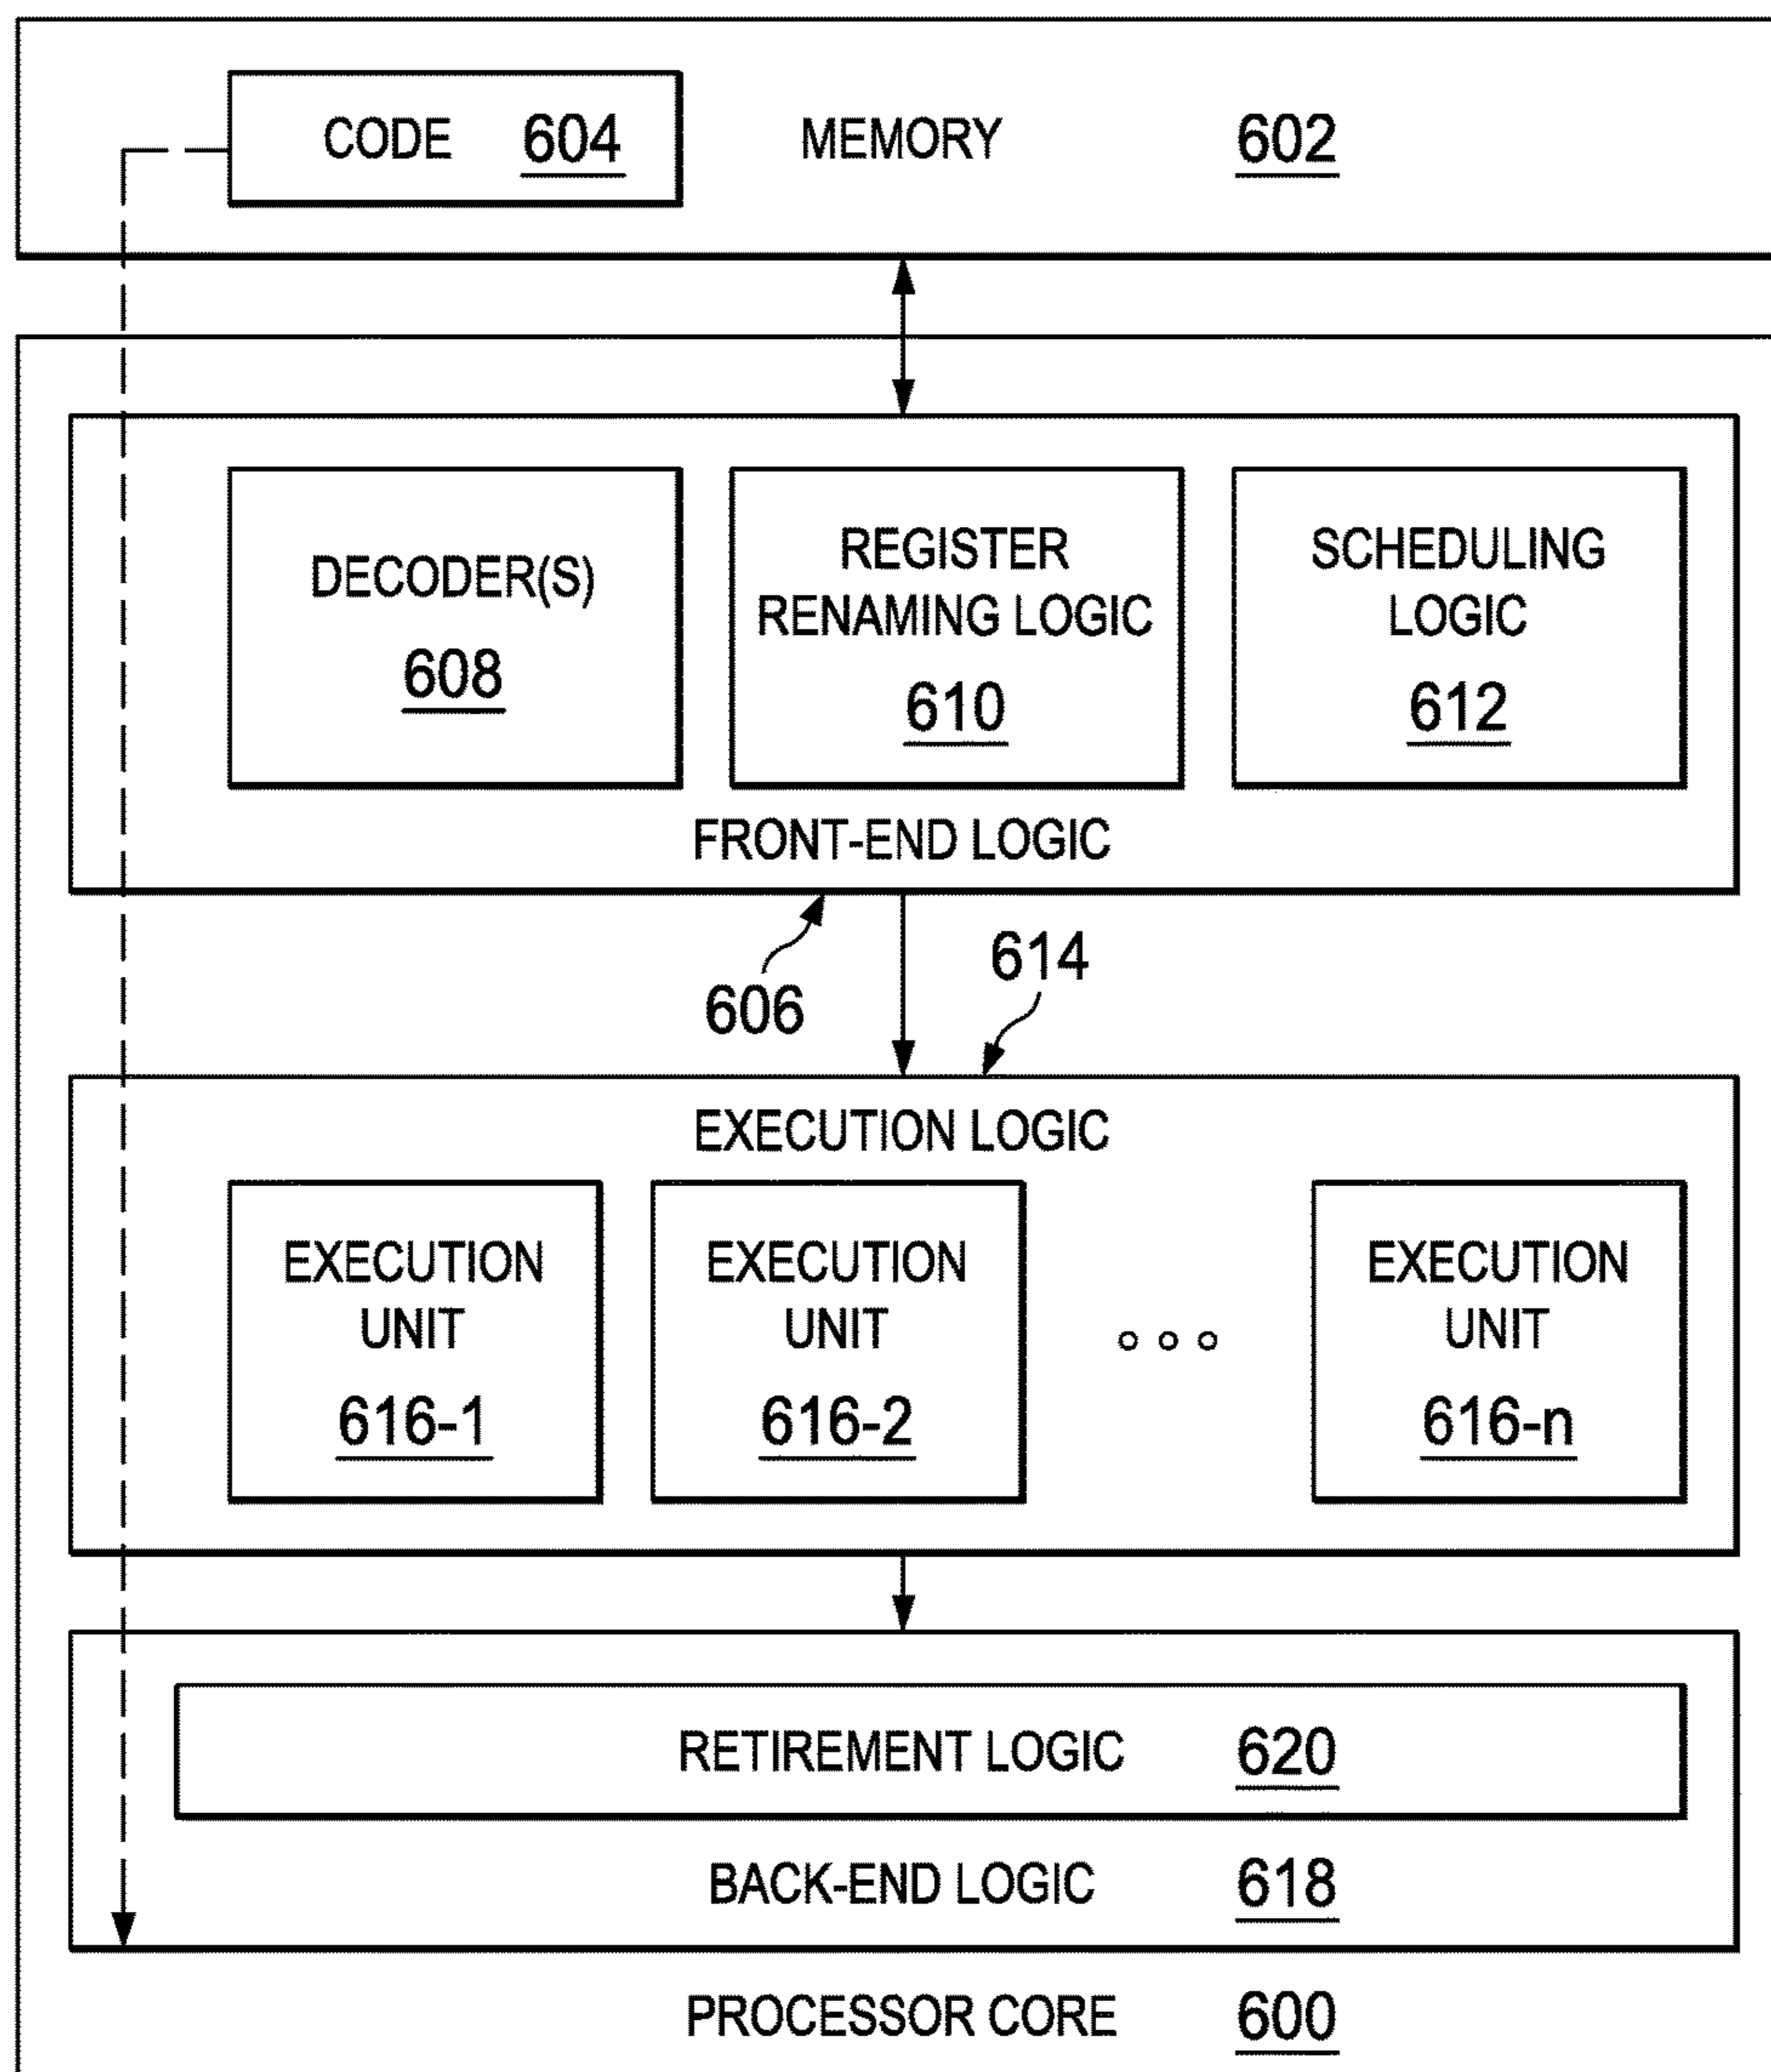 CODE 604 MEMORY 602
DECODER(S)
608
REGISTER
RENAMING LOGIC
610
SCHEDULING
LOGIC
612
FRONT-END LOGIC
606
614
EXECUTION LOGIC
EXECUTION
UNIT
616-1
EXECUTION
UNIT
616-2
EXECUTION
UNIT
616-n
RETIREMENT LOGIC 620
BACK-END LOGIC 618
PROCESSOR CORE 600